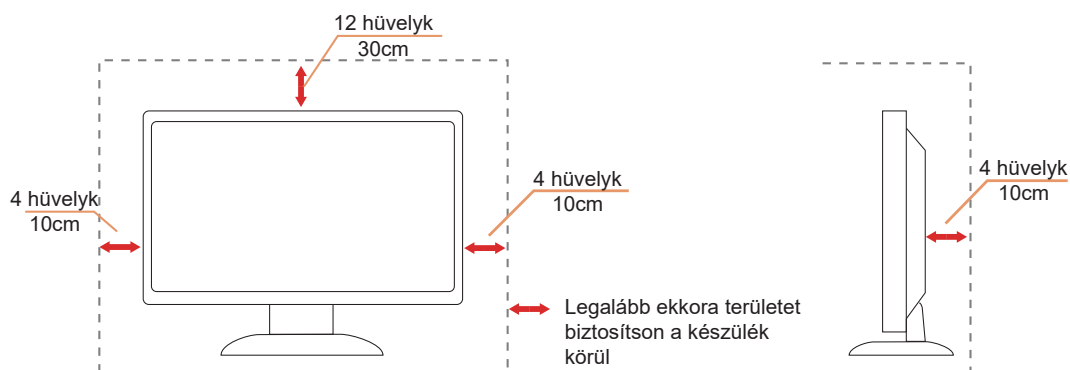 12 hüvelyk
30cm
4 hüvelyk
10cm
4 hüvelyk
10cm
4 hüvelyk
10cm
Legalább ekkora területet
biztosítson a készülék
körül